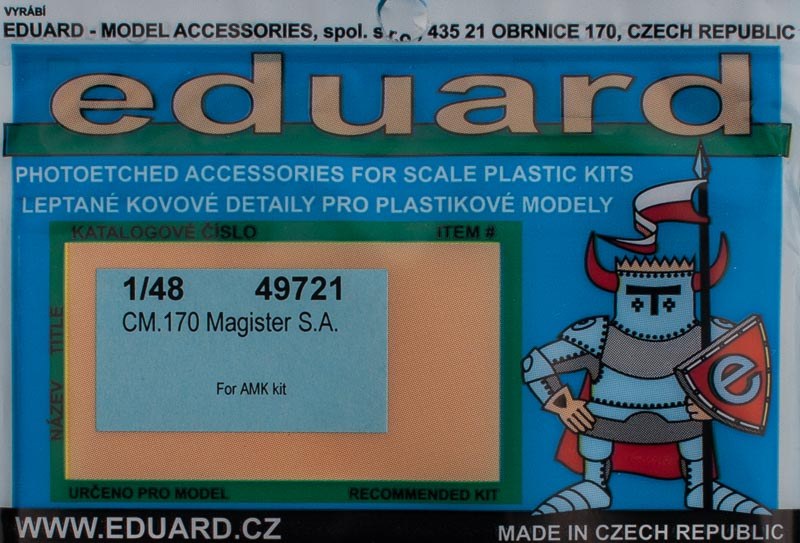 VYRÁBÍ
EDUARD - MODEL ACCESSORIES, spol. s r.o., 435 21 OBRNICE 170, CZECH REPUBLIC
eduard
PHOTOETCHED ACCESSORIES FOR SCALE PLASTIC KITS
LEPTANÉ KOVOVÉ DETAILY PRO PLASTIKOVÉ MODELY
KATALOGOVÉ ČÍSLO ITEM #
NÁZEV TITLE
1/48 49721
CM.170 Magister S.A.
For AMK kit
e
URČENO PRO MODEL RECOMMENDED KIT
WWW.EDUARD.CZ MADE IN CZECH REPUBLIC